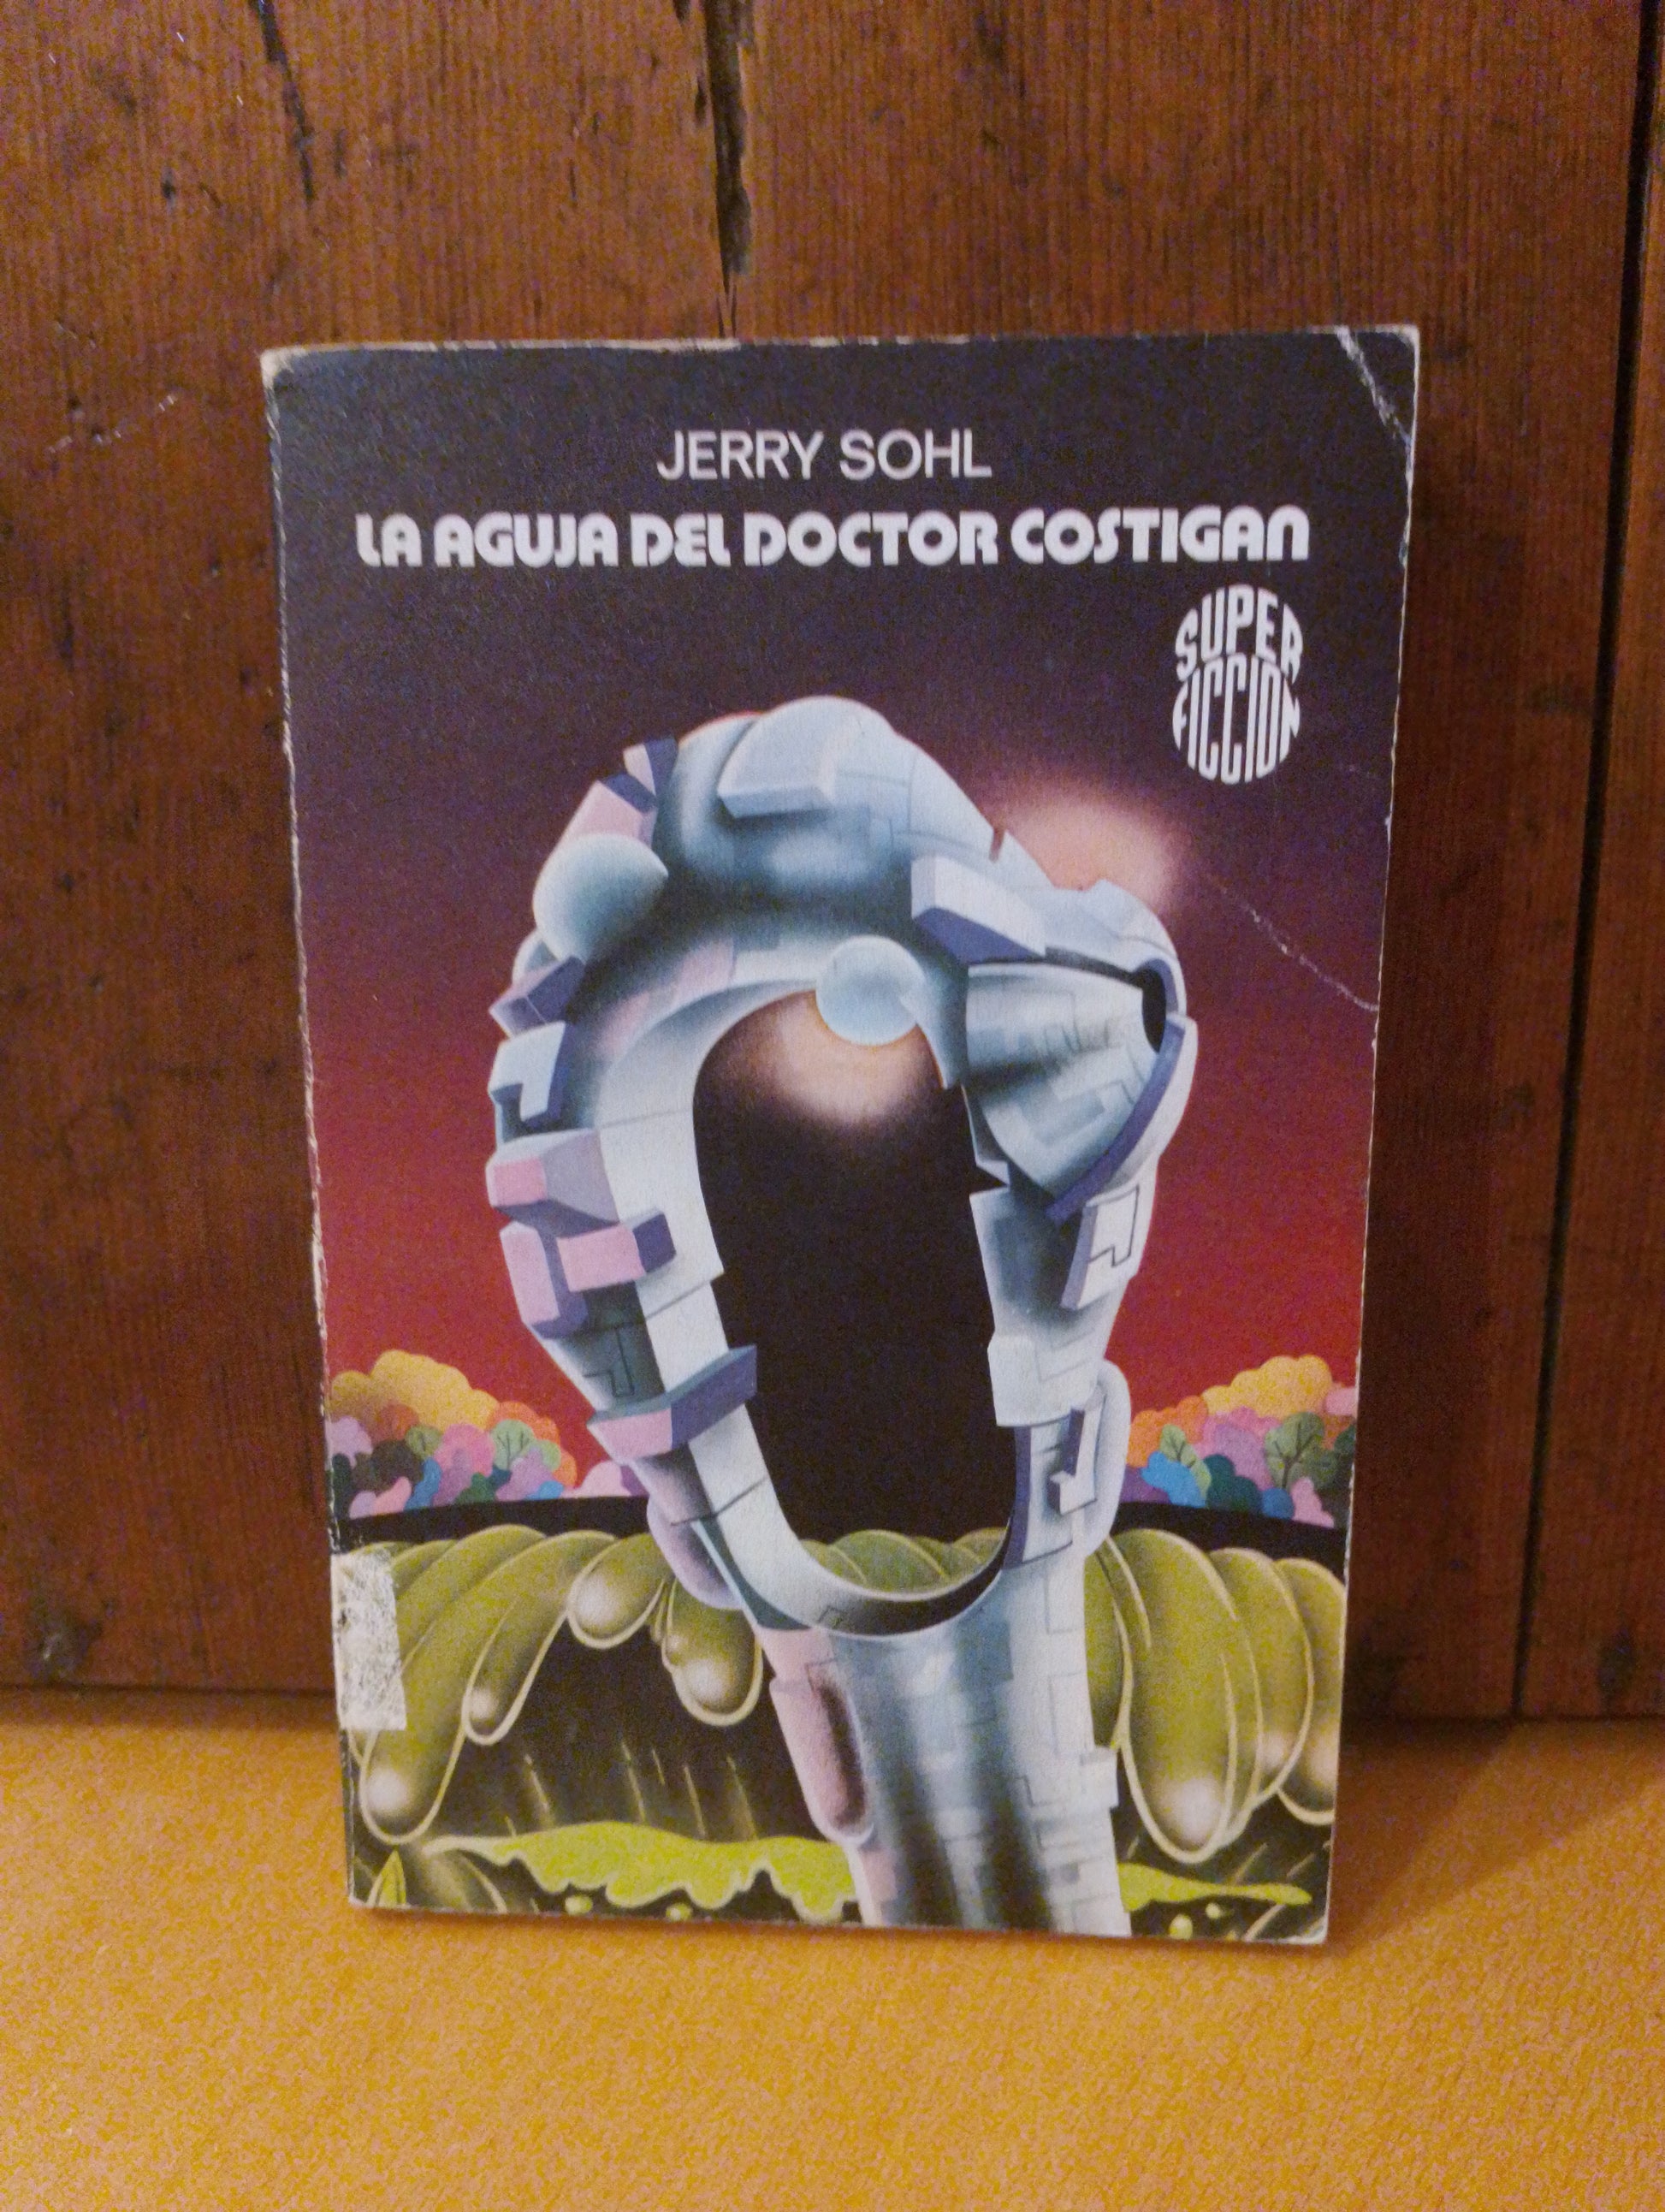 JERRY SOHL
LA AGUJA DEL DOCTOR COSTIGAN
SUPER
FICCION